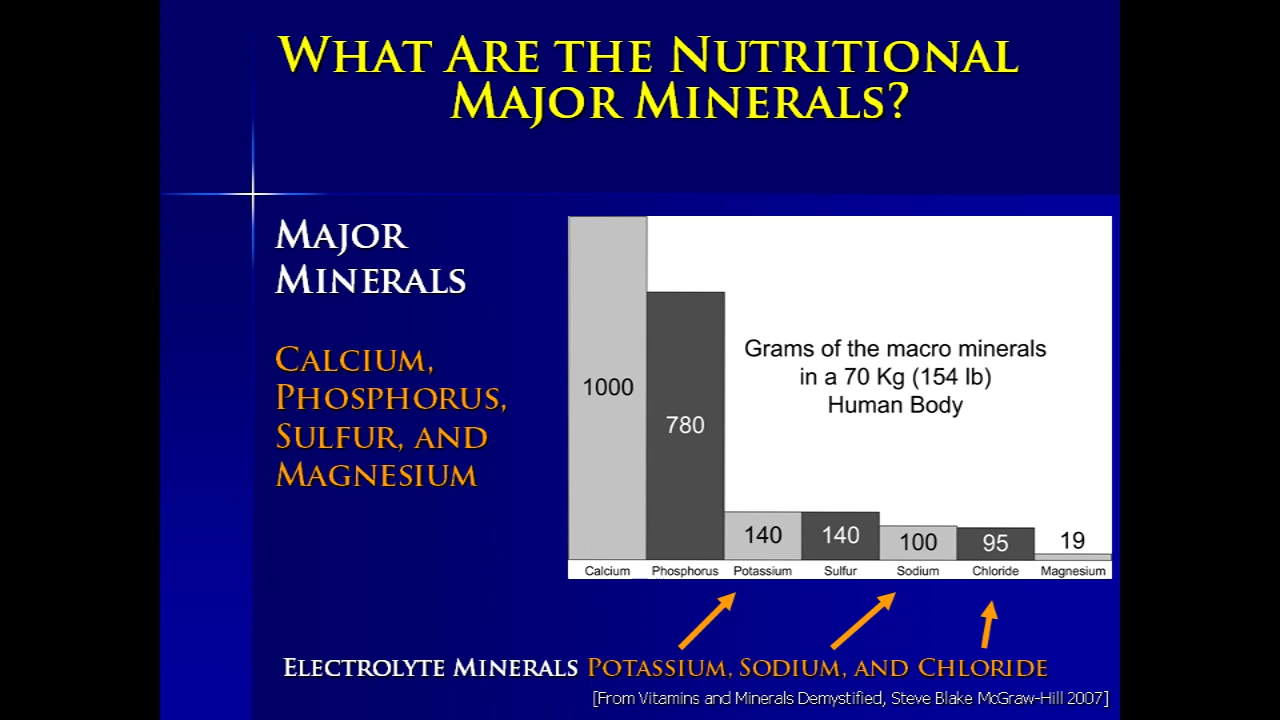 What Are the Nutritional
Major Minerals?
Major
Minerals
Calcium,
Phosphorus,
Sulfur, and
Magnesium
Grams of the macro minerals
in a 70 Kg (154 lb)
Human Body
1000
780
140
140
100
95
19
Calcium
Phosphorus
Potassium
Sulfur
Sodium
Chloride
Magnesium
Electrolyte Minerals Potassium, Sodium, and Chloride
[From Vitamins and Minerals Demystified, Steve Blake McGraw-Hill 2007]